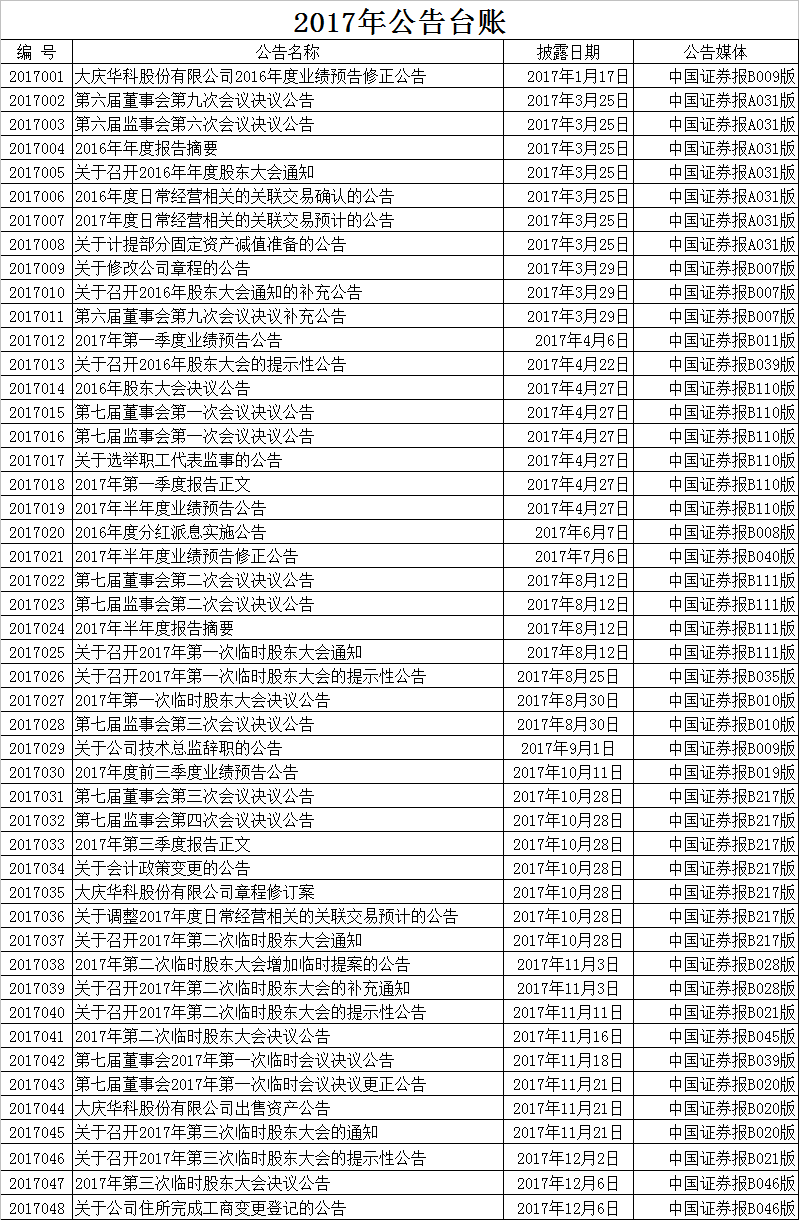 2017年公告台账
编 号 公告名称 披露日期 公告媒体
2017001 大庆华科股份有限公司2016年度业绩预告修正公告 2017年1月17日 中国证券报B009版
2017002 第六届董事会第九次会议决议公告 2017年3月25日 中国证券报A031版
2017003 第六届监事会第六次会议决议公告 2017年3月25日 中国证券报A031版
2017004 2016年年度报告摘要 2017年3月25日 中国证券报A031版
2017005 关于召开2016年年度股东大会通知 2017年3月25日 中国证券报A031版
2017006 2016年度日常经营相关的关联交易确认的公告 2017年3月25日 中国证券报A031版
2017007 2017年度日常经营相关的关联交易预计的公告 2017年3月25日 中国证券报A031版
2017008 关于计提部分固定资产减值准备的公告 2017年3月25日 中国证券报A031版
2017009 关于修改公司章程的公告 2017年3月29日 中国证券报B007版
2017010 关于召开2016年股东大会通知的补充公告 2017年3月29日 中国证券报B007版
2017011 第六届董事会第九次会议决议补充公告 2017年3月29日 中国证券报B007版
2017012 2017年第一季度业绩预告公告 2017年4月6日 中国证券报B011版
2017013 关于召开2016年股东大会的提示性公告 2017年4月22日 中国证券报B039版
2017014 2016年股东大会决议公告 2017年4月27日 中国证券报B110版
2017015 第七届董事会第一次会议决议公告 2017年4月27日 中国证券报B110版
2017016 第七届监事会第一次会议决议公告 2017年4月27日 中国证券报B110版
2017017 关于选举职工代表监事的公告 2017年4月27日 中国证券报B110版
2017018 2017年第一季度报告正文 2017年4月27日 中国证券报B110版
2017019 2017年半年度业绩预告公告 2017年4月27日 中国证券报B110版
2017020 2016年度分红派息实施公告 2017年6月7日 中国证券报B008版
2017021 2017年半年度业绩预告修正公告 2017年7月6日 中国证券报B040版
2017022 第七届董事会第二次会议决议公告 2017年8月12日 中国证券报B111版
2017023 第七届监事会第二次会议决议公告 2017年8月12日 中国证券报B111版
2017024 2017年半年度报告摘要 2017年8月12日 中国证券报B111版
2017025 关于召开2017年第一次临时股东大会通知 2017年8月12日 中国证券报B111版
2017026 关于召开2017年第一次临时股东大会的提示性公告 2017年8月25日 中国证券报B035版
2017027 2017年第一次临时股东大会决议公告 2017年8月30日 中国证券报B010版
2017028 第七届监事会第三次会议决议公告 2017年8月30日 中国证券报B010版
2017029 关于公司技术总监辞职的公告 2017年9月1日 中国证券报B009版
2017030 2017年度前三季度业绩预告公告 2017年10月11日 中国证券报B019版
2017031 第七届董事会第三次会议决议公告 2017年10月28日 中国证券报B217版
2017032 第七届监事会第四次会议决议公告 2017年10月28日 中国证券报B217版
2017033 2017年第三季度报告正文 2017年10月28日 中国证券报B217版
2017034 关于会计政策变更的公告 2017年10月28日 中国证券报B217版
2017035 大庆华科股份有限公司章程修订案 2017年10月28日 中国证券报B217版
2017036 关于调整2017年度日常经营相关的关联交易预计的公告 2017年10月28日 中国证券报B217版
2017037 关于召开2017年第二次临时股东大会通知 2017年10月28日 中国证券报B217版
2017038 2017年第二次临时股东大会增加临时提案的公告 2017年11月3日 中国证券报B028版
2017039 关于召开2017年第二次临时股东大会的补充通知 2017年11月3日 中国证券报B028版
2017040 关于召开2017年第二次临时股东大会的提示性公告 2017年11月11日 中国证券报B021版
2017041 2017年第二次临时股东大会决议公告 2017年11月16日 中国证券报B045版
2017042 第七届董事会2017年第一次临时会议决议公告 2017年11月18日 中国证券报B039版
2017043 第七届董事会2017年第一次临时会议决议更正公告 2017年11月21日 中国证券报B020版
2017044 大庆华科股份有限公司出售资产公告 2017年11月21日 中国证券报B020版
2017045 关于召开2017年第三次临时股东大会的通知 2017年11月21日 中国证券报B020版
2017046 关于召开2017年第三次临时股东大会的提示性公告 2017年12月2日 中国证券报B021版
2017047 2017年第三次临时股东大会决议公告 2017年12月6日 中国证券报B046版
2017048 关于公司住所完成工商变更登记的公告 2017年12月6日 中国证券报B046版